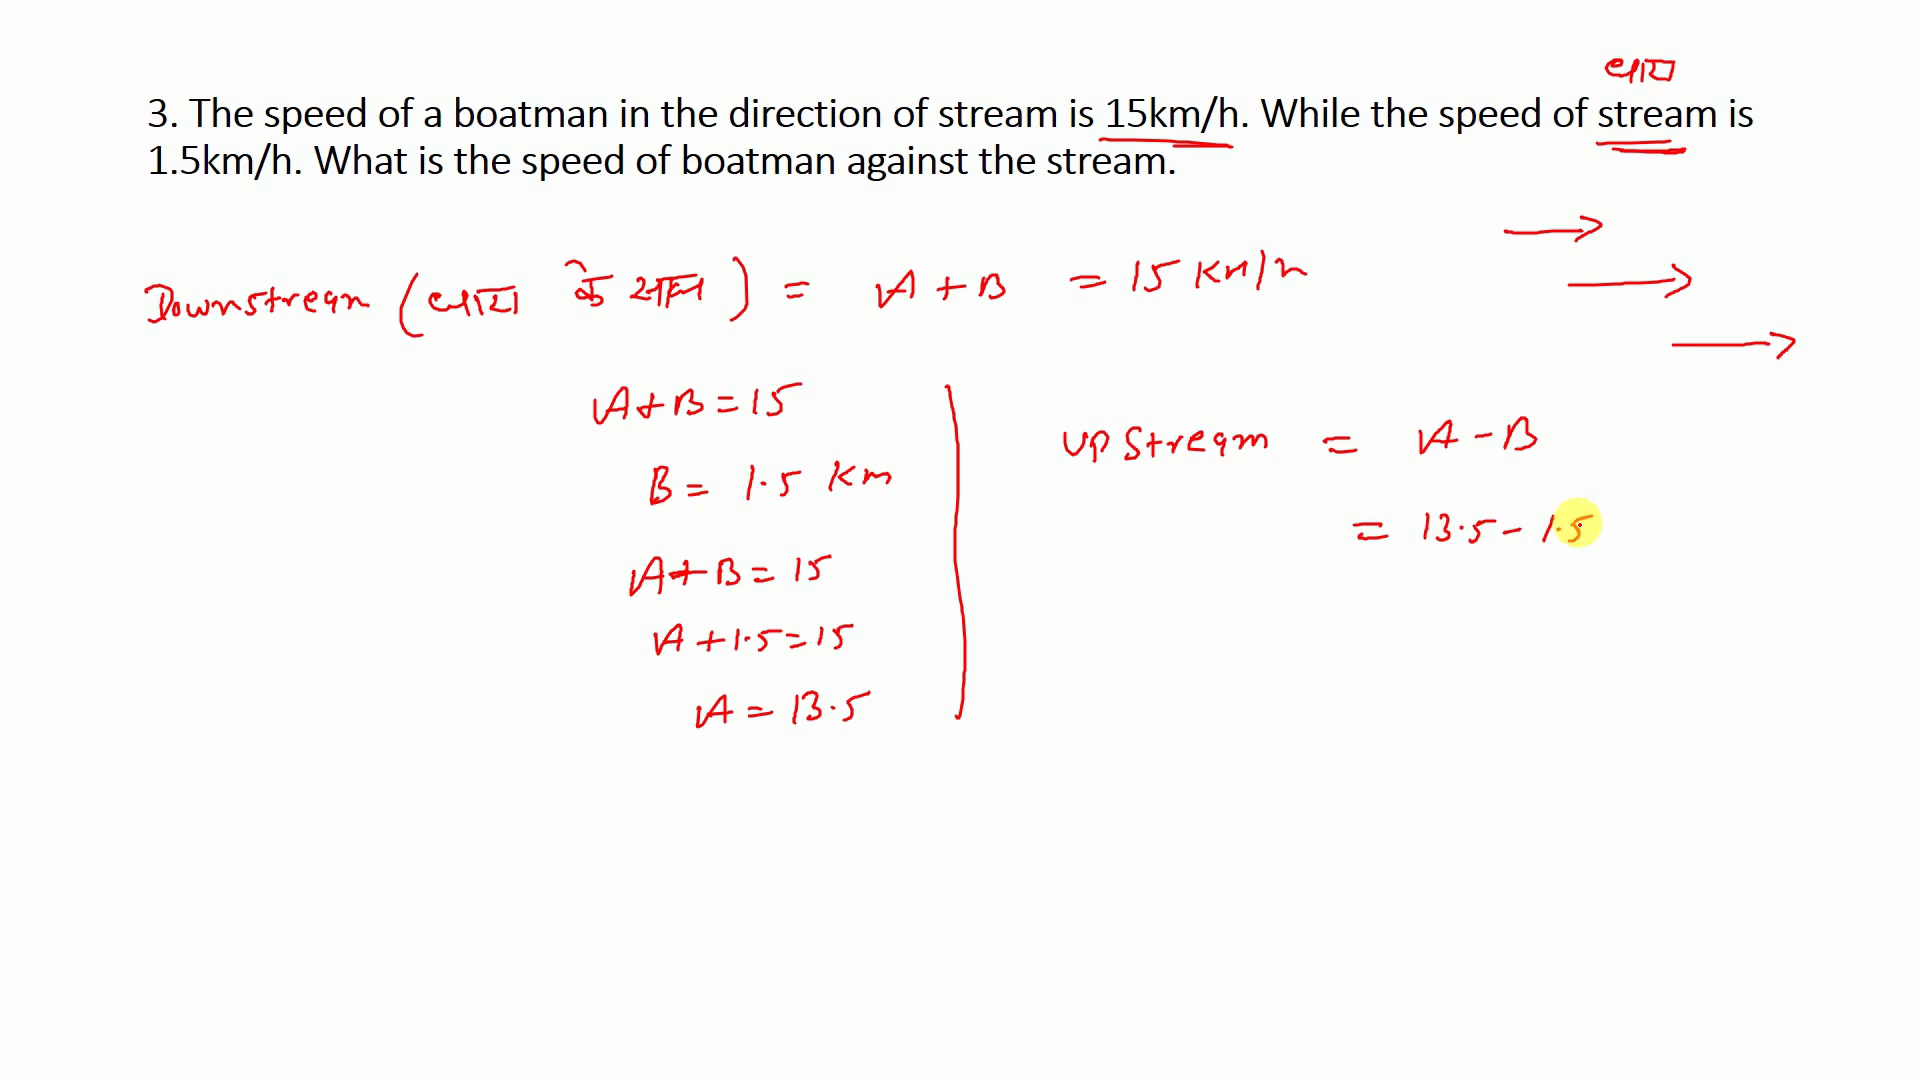 धारा
3. The speed of a boatman in the direction of stream is 15km/h. While the speed of stream is
1.5km/h. What is the speed of boatman against the stream.
Downstream (धारा के साथ) = A + B = 15 Km/h
A+B=15
B= 1.5 Km
A+B=15
A+1.5=15
A=13.5
UP Stream = A-B
= 13.5-1.5